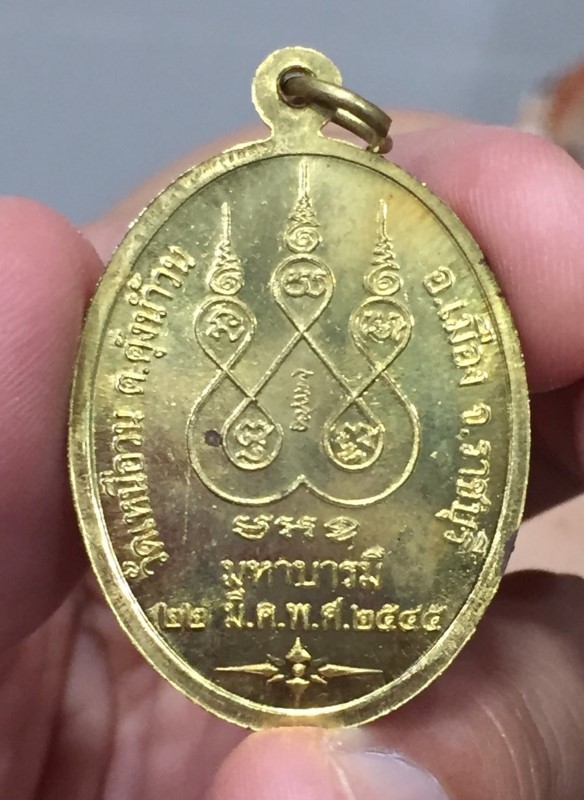 วัดเหนือวน ต.คุ้งน้ำวน
อ.เมือง จ.ราชบุรี
มหาบารมี
๒๒ มี.ค.พ.ศ.๒๕๔๕